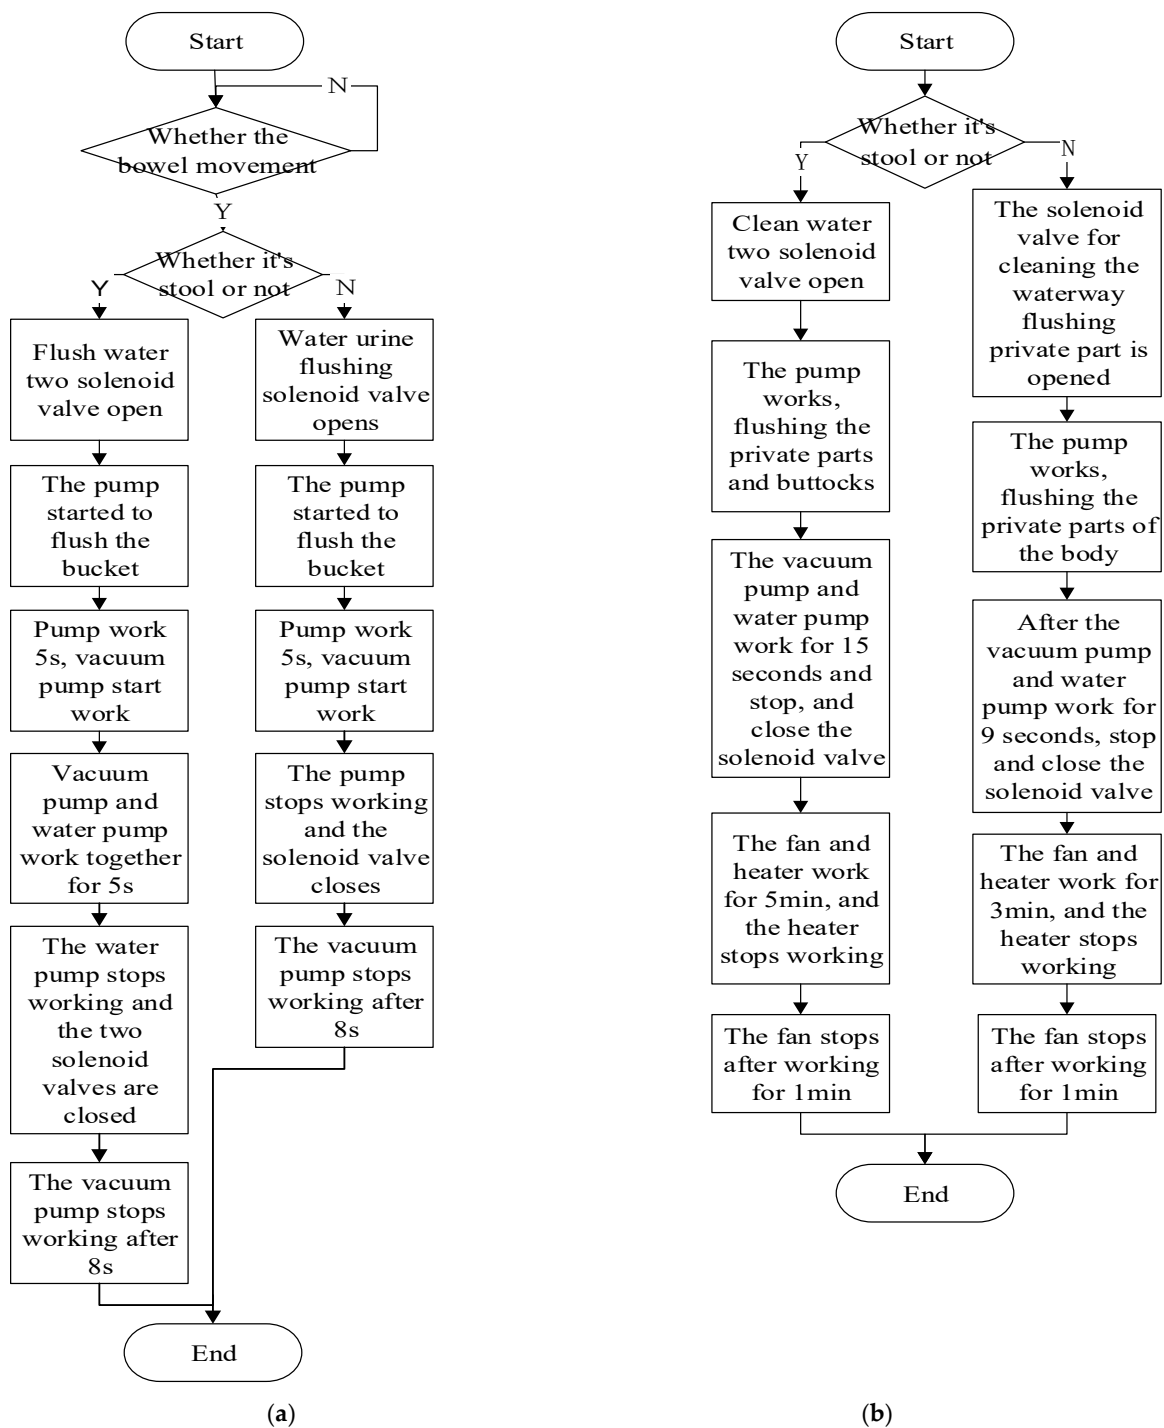 Start
N
Whether the
bowel movement
Y
Whether it's
stool or not
Y
N
Flush water
two solenoid
valve open
The pump
started to
flush the
bucket
Pump work
5s, vacuum
pump start
work
Vacuum
pump and
water pump
work together
for 5s
The water
pump stops
working and
the two
solenoid
valves are
closed
The vacuum
pump stops
working after
8s
Water urine
flushing
solenoid valve
opens
The pump
started to
flush the
bucket
Pump work
5s, vacuum
pump start
work
The pump
stops working
and the
solenoid valve
closes
The vacuum
pump stops
working after
8s
End
(a)
Start
Whether it's
stool or not
Y
N
Clean water
two solenoid
valve open
The pump
works,
flushing the
private parts
and buttocks
The vacuum
pump and
water pump
work for 15
seconds and
stop, and
close the
solenoid valve
The fan and
heater work
for 5min, and
the heater
stops working
The fan stops
after working
for 1min
The solenoid
valve for
cleaning the
waterway
flushing
private part is
opened
The pump
works,
flushing the
private parts of
the body
After the
vacuum pump
and water
pump work for
9 seconds, stop
and close the
solenoid valve
The fan and
heater work for
3min, and the
heater stops
working
The fan stops
after working
for 1min
End
(b)